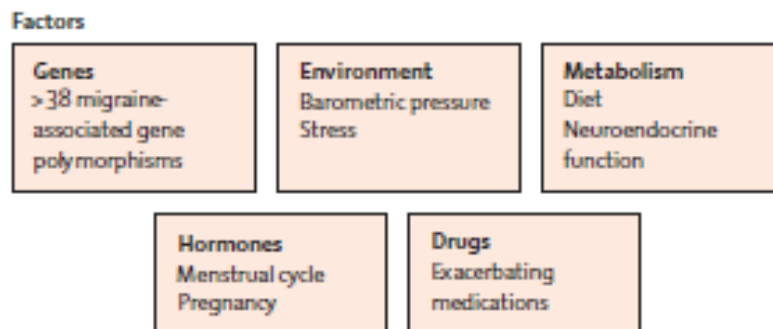 Factors
Genes
>38 migraine-
associated gene
polymorphisms
Environment
Barometric pressure
Stress
Metabolism
Diet
Neuroendocrine
function
Hormones
Menstrual cycle
Pregnancy
Drugs
Exacerbating
medications